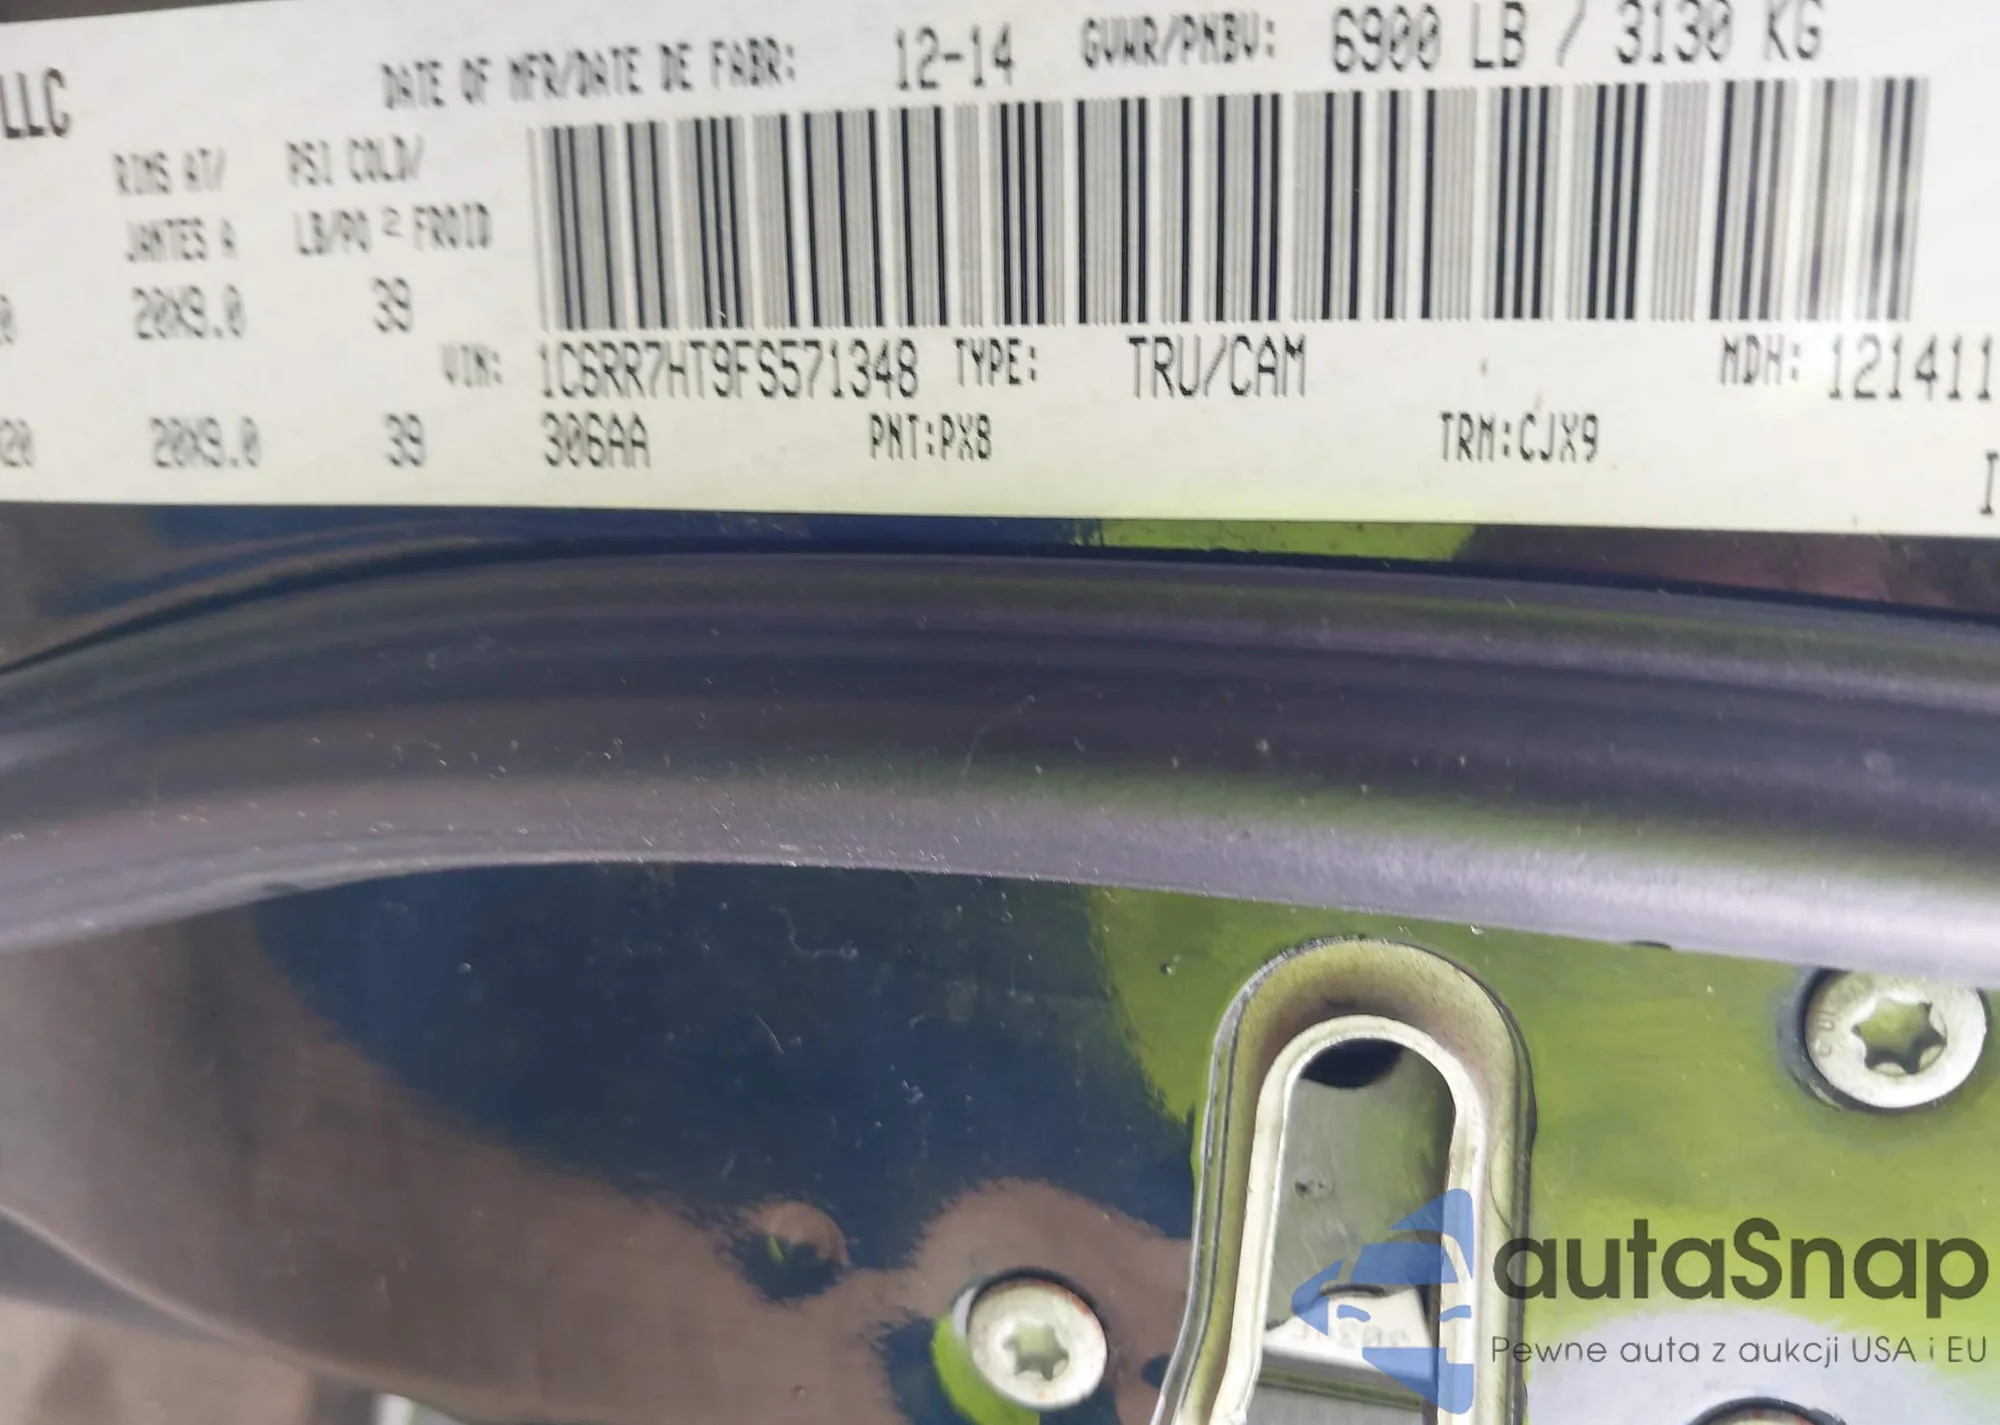 LLC
DATE OF MFR/DATE DE FABR: 12-14 GVWR/PNBV: 6900 LB / 3130 KG
RIMS AT/ PSI COLD/
JANTES A LB/PO 2 FROID
0 20X9.0 39
VIN: 1C6RR7HT9FS571348 TYPE: TRU/CAM MDH: 121411
20 20X9.0 39 306AA PNT:PX8 TRM:CJX9
autaSnap
Pewne auta z aukcji USA i EU